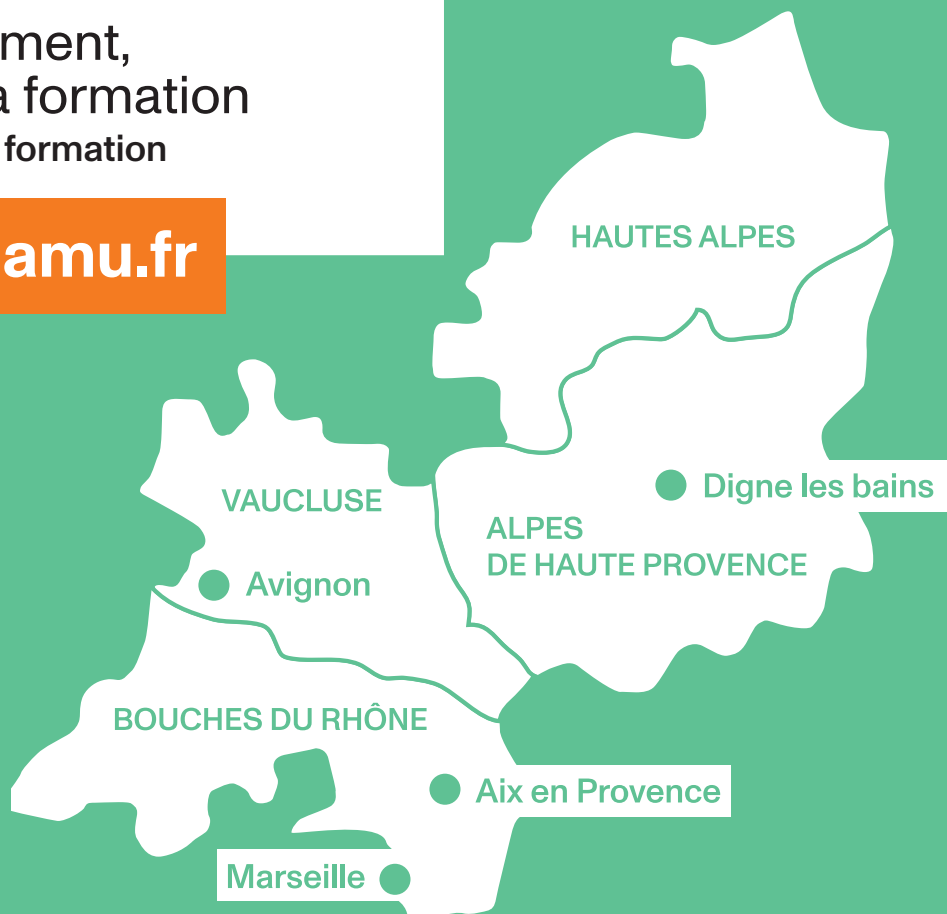 ment,
a formation
formation
amu.fr
HAUTES ALPES
Digne les bains
VAUCLUSE
ALPES
DE HAUTE PROVENCE
Avignon
BOUCHES DU RHÔNE
Aix en Provence
Marseille